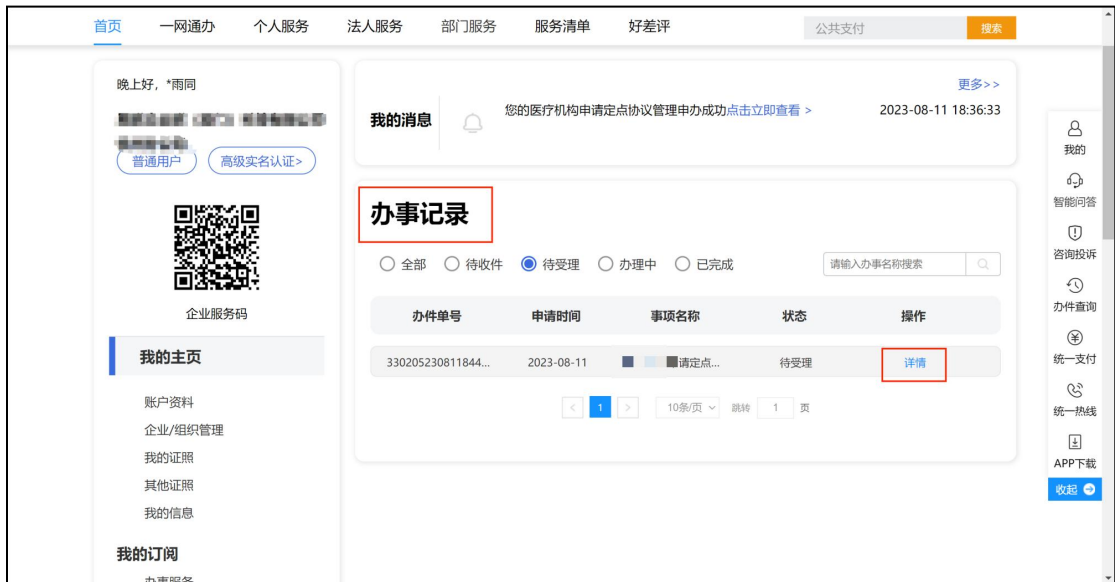 首页 一网通办 个人服务 法人服务 部门服务 服务清单 好差评 公共支付 搜索
晚上好，*雨同
普通用户 高级实名认证>
企业服务码
我的主页
账户资料
企业/组织管理
我的证照
其他证照
我的信息
我的订阅
办事服务
更多>>
我的消息 您的医疗机构申请定点协议管理申办成功点击立即查看 > 2023-08-11 18:36:33
办事记录
全部 待收件 待受理 办理中 已完成 请输入办事名称搜索
办件单号 申请时间 事项名称 状态 操作
330205230811844... 2023-08-11 请定点... 待受理 详情
< 1 > 10条/页 跳转 1 页
我的
智能问答
咨询投诉
办件查询
统一支付
统一热线
APP下载
收起